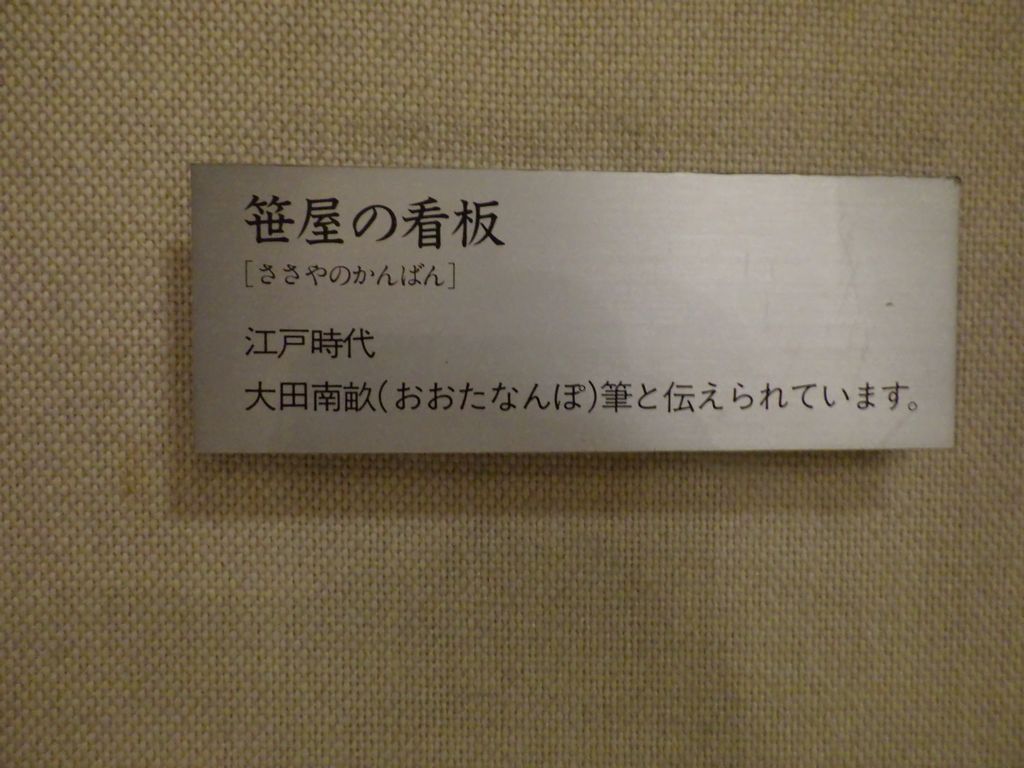 笹屋の看板
[ささやのかんばん]
江戸時代
大田南畝(おおたなんぽ)筆と伝えられています。